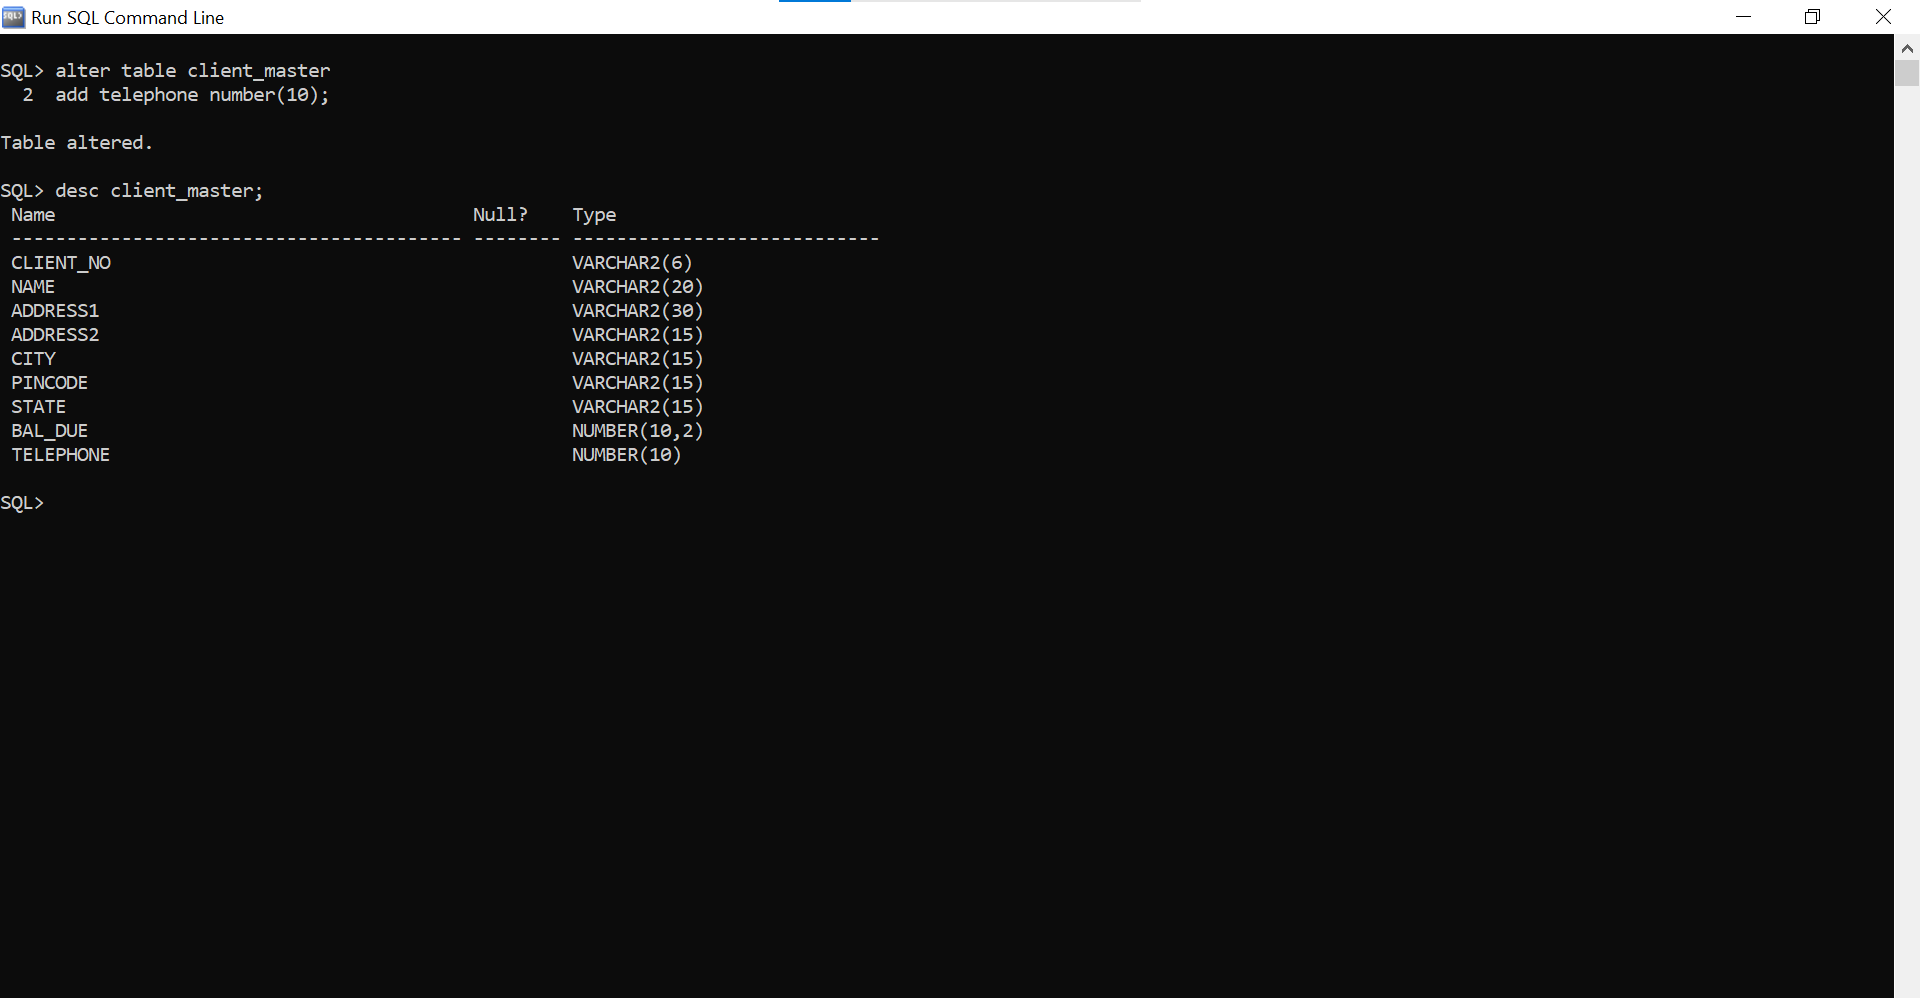 SQL> Run SQL Command Line
SQL> alter table client_master
  2  add telephone number(10);
Table altered.
SQL> desc client_master;
 Name                                      Null?    Type
 ----------------------------------------- -------- ----------------------------
 CLIENT_NO                                          VARCHAR2(6)
 NAME                                               VARCHAR2(20)
 ADDRESS1                                           VARCHAR2(30)
 ADDRESS2                                           VARCHAR2(15)
 CITY                                               VARCHAR2(15)
 PINCODE                                            VARCHAR2(15)
 STATE                                              VARCHAR2(15)
 BAL_DUE                                            NUMBER(10,2)
 TELEPHONE                                          NUMBER(10)
SQL>